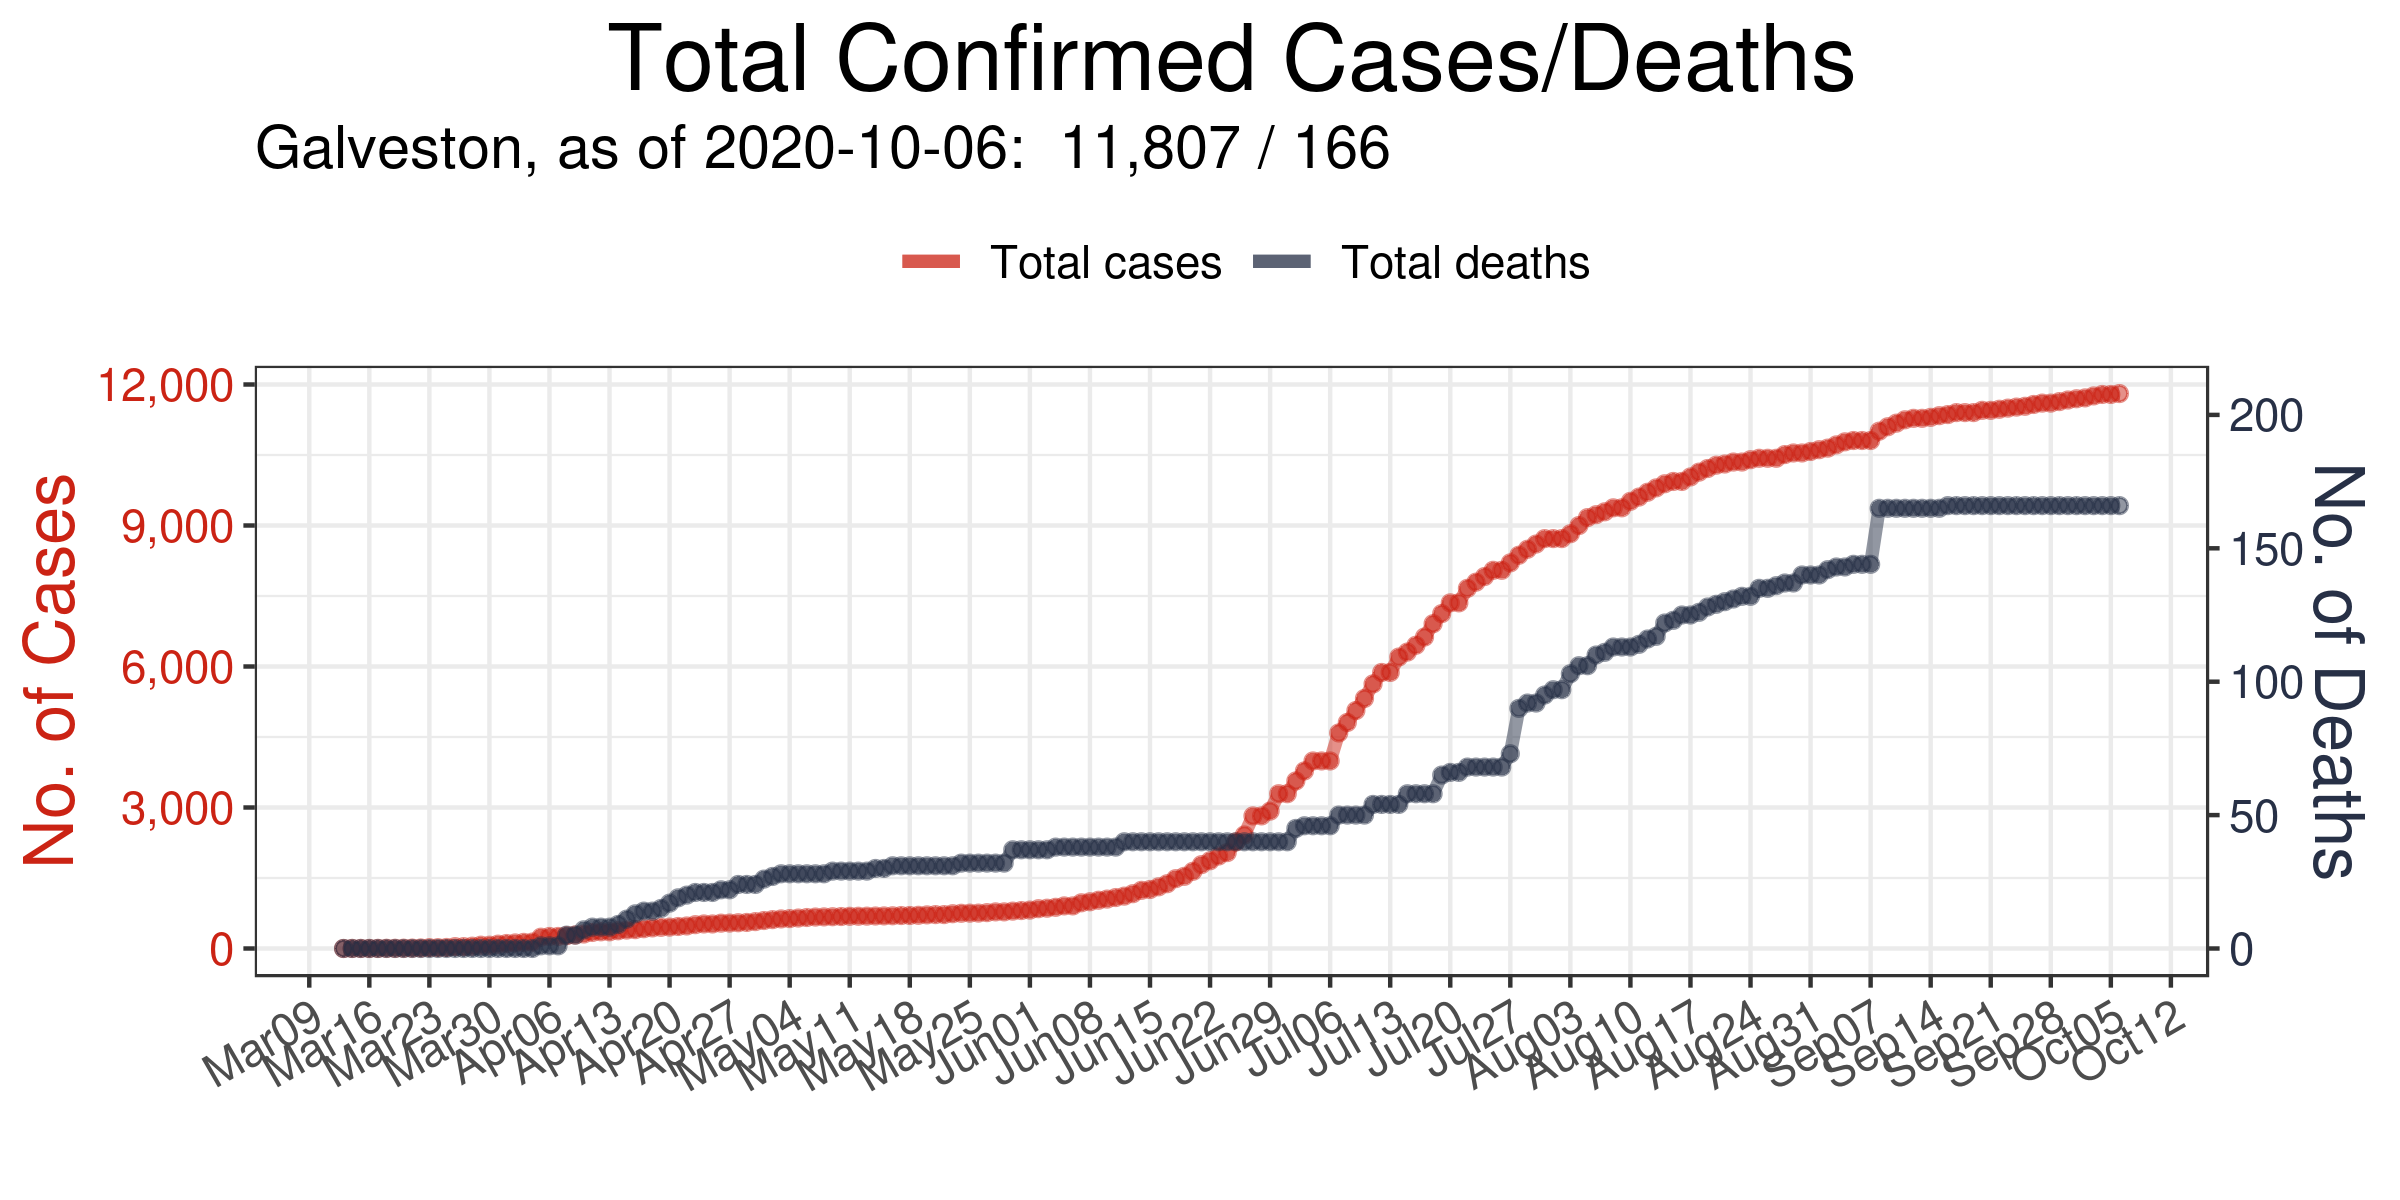 Total Confirmed Cases/Deaths
Galveston, as of 2020-10-06:  11,807 / 166
Total cases
Total deaths
No. of Cases
12,000
9,000
6,000
3,000
0
200
150
100
50
0
No. of Deaths
Mar09
Mar16
Mar23
Mar30
Apr06
Apr13
Apr20
Apr27
May04
May11
May18
May25
Jun01
Jun08
Jun15
Jun22
Jun29
Jul06
Jul13
Jul20
Jul27
Aug03
Aug10
Aug17
Aug24
Aug31
Sep07
Sep14
Sep21
Sep28
Oct05
Oct12